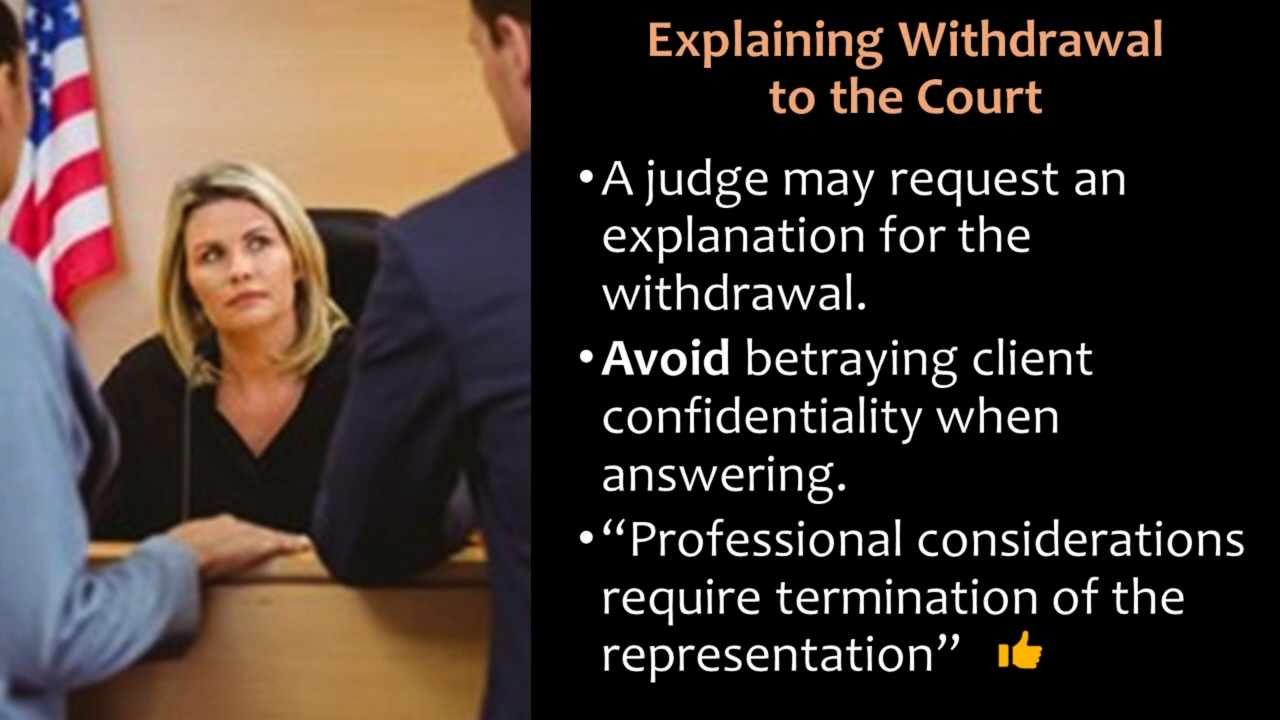 Explaining Withdrawal
to the Court
•A judge may request an
explanation for the
withdrawal.
•Avoid betraying client
confidentiality when
answering.
•“Professional considerations
require termination of the
representation” 👍